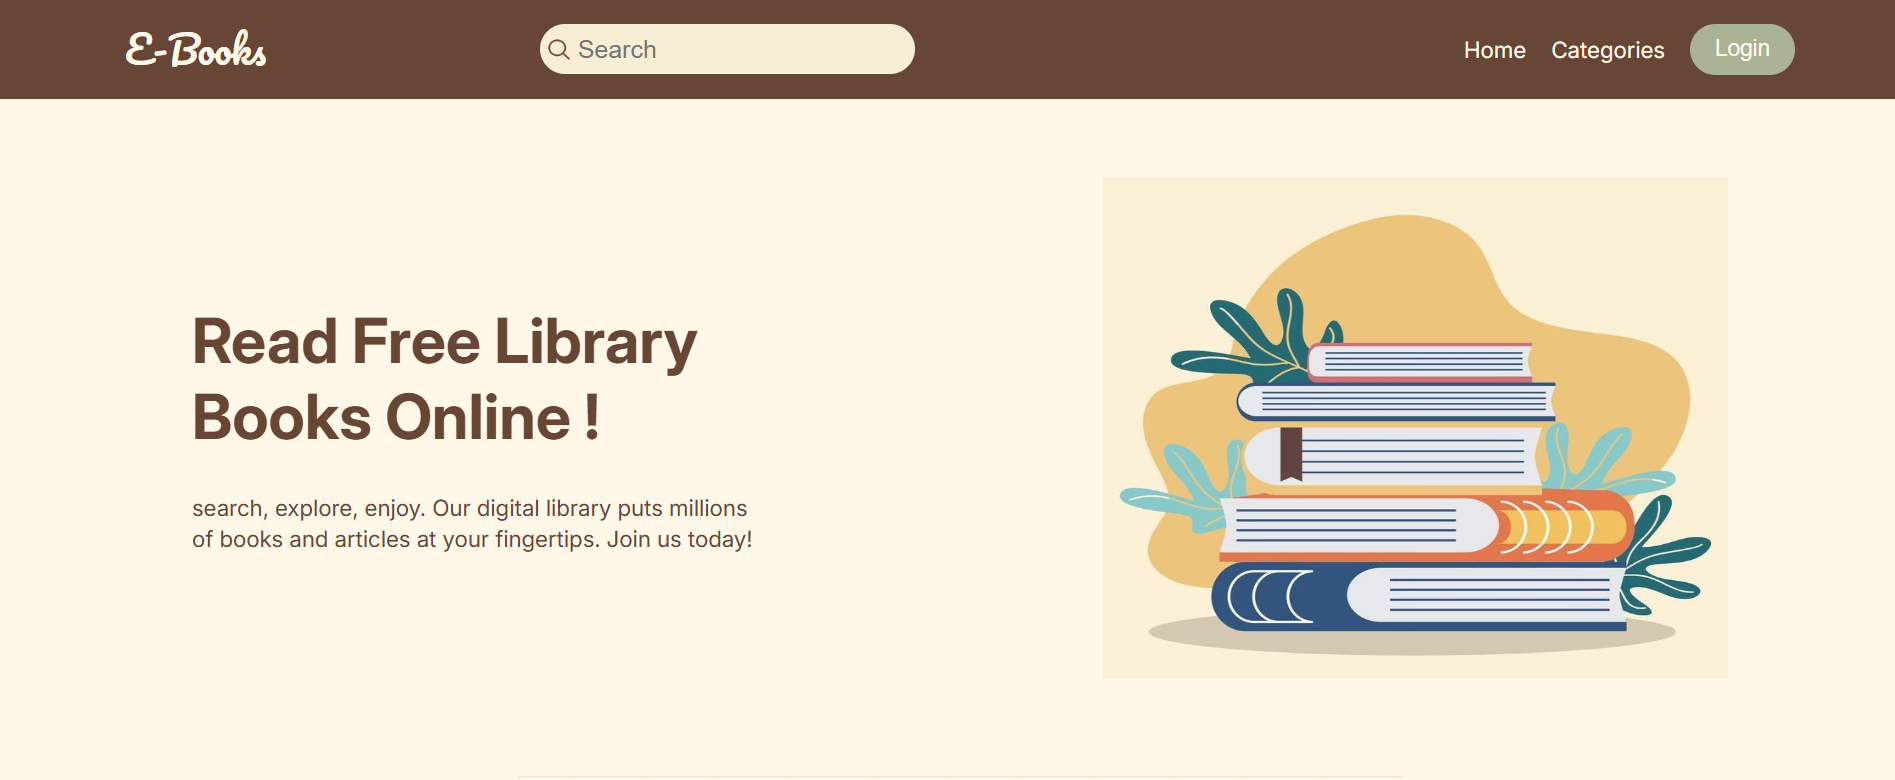 E-Books
Search
Home
Categories
Login
Read Free Library
Books Online !
search, explore, enjoy. Our digital library puts millions
of books and articles at your fingertips. Join us today!